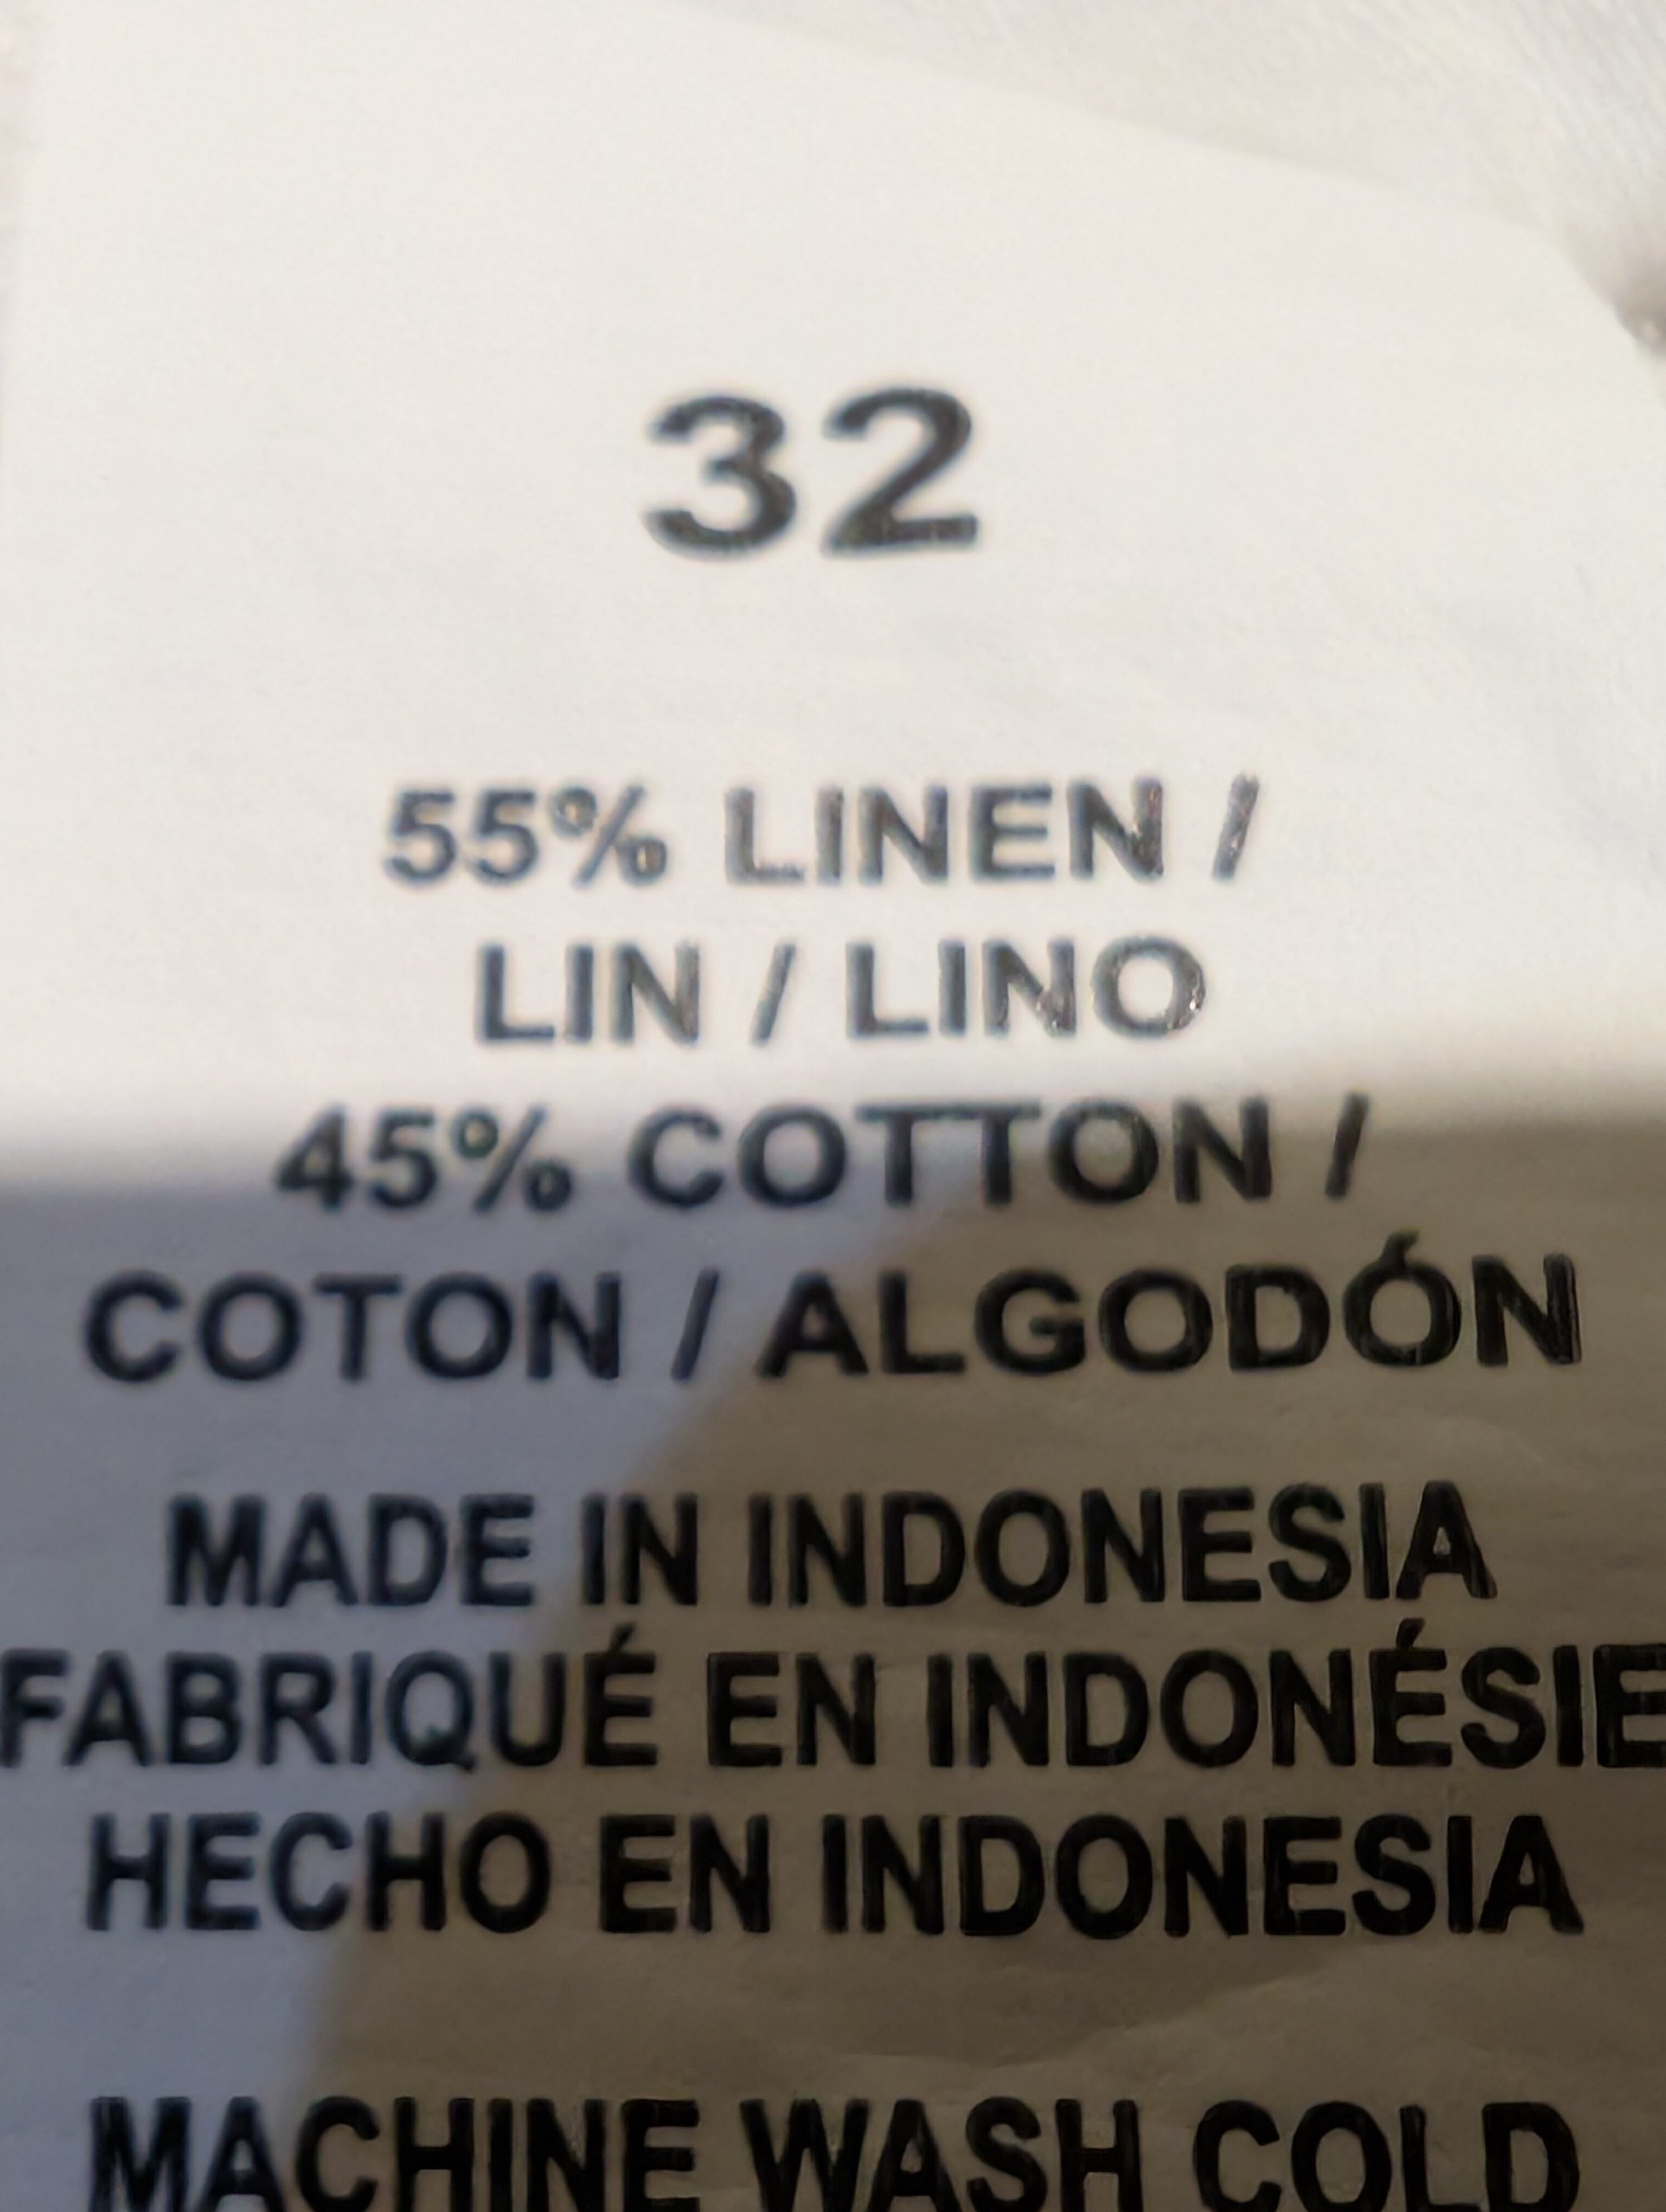 32
55% LINEN /
LIN / LINO
45% COTTON /
COTON / ALGODÓN
MADE IN INDONESIA
FABRIQUÉ EN INDONÉSIE
HECHO EN INDONESIA
MACHINE WASH COLD